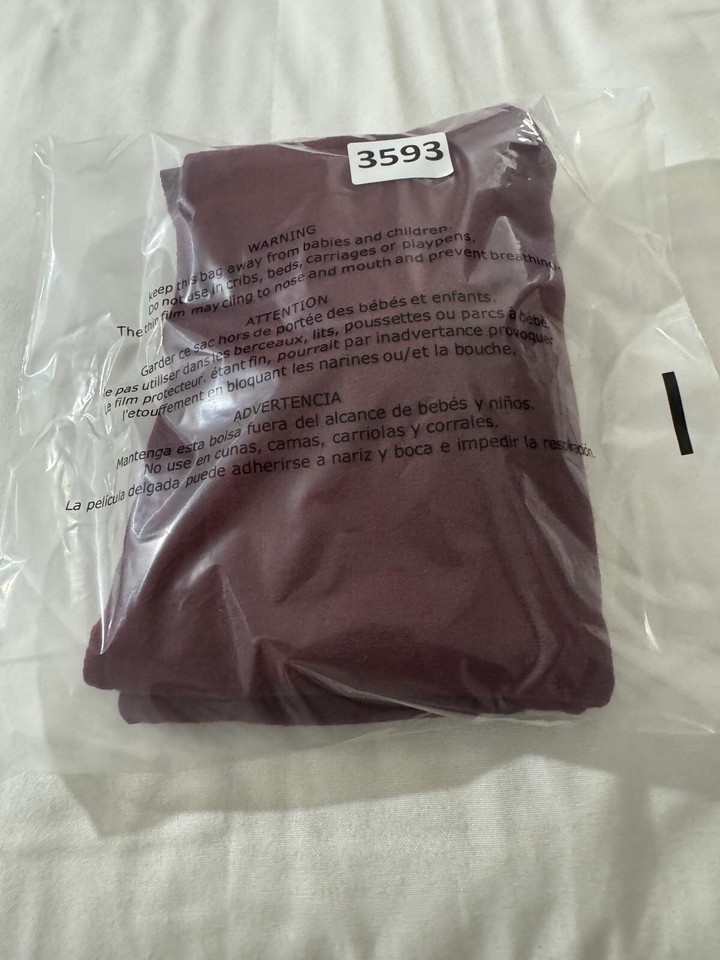 3593
WARNING
keep this bag away from babies and children.
Do not use in cribs, beds, carriages or playpens.
The thin film may cling to nose and mouth and prevent breathing.
ATTENTION
Garder ce sac hors de portée des bébés et enfants.
Ne pas utiliser dans les berceaux, lits, poussettes ou parcs à bébé.
Le film protecteur. étant fin, pourrait par inadvertance provoquer
l'etouffement en bloquant les narines ou/et la bouche.
ADVERTENCIA
Mantenga esta bolsa fuera del alcance de bebés y niños.
No use en cunas, camas, carriolas y corrales.
La película delgada puede adherirse a nariz y boca e impedir la respiración.